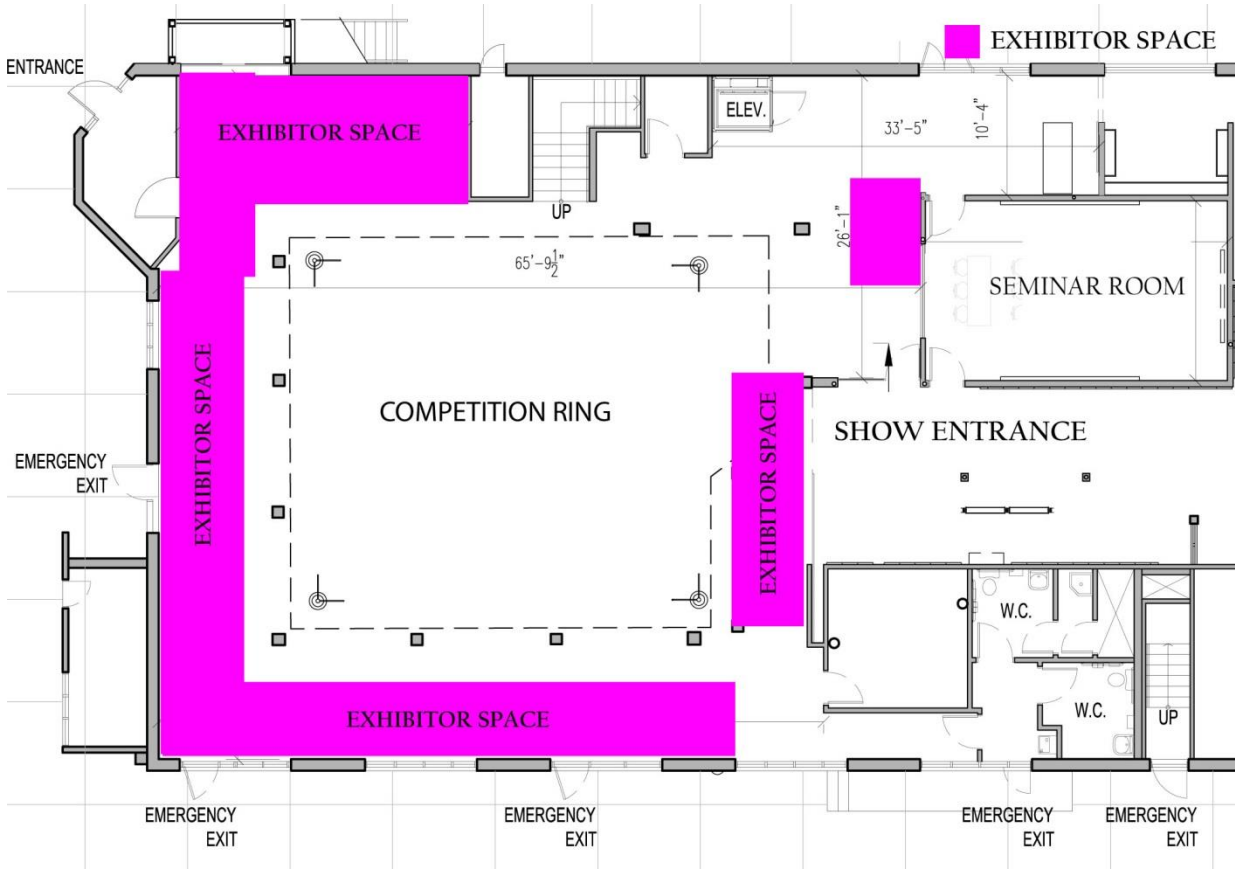 EXHIBITOR SPACE
ENTRANCE
EXHIBITOR SPACE
ELEV.
33'-5"
10'-4"
UP
26'-1"
65'-9½"
SEMINAR ROOM
EXHIBITOR SPACE
COMPETITION RING
EXHIBITOR SPACE
SHOW ENTRANCE
EMERGENCY
EXIT
W.C.
W.C.
UP
EXHIBITOR SPACE
EMERGENCY
EXIT
EMERGENCY
EXIT
EMERGENCY
EXIT
EMERGENCY
EXIT